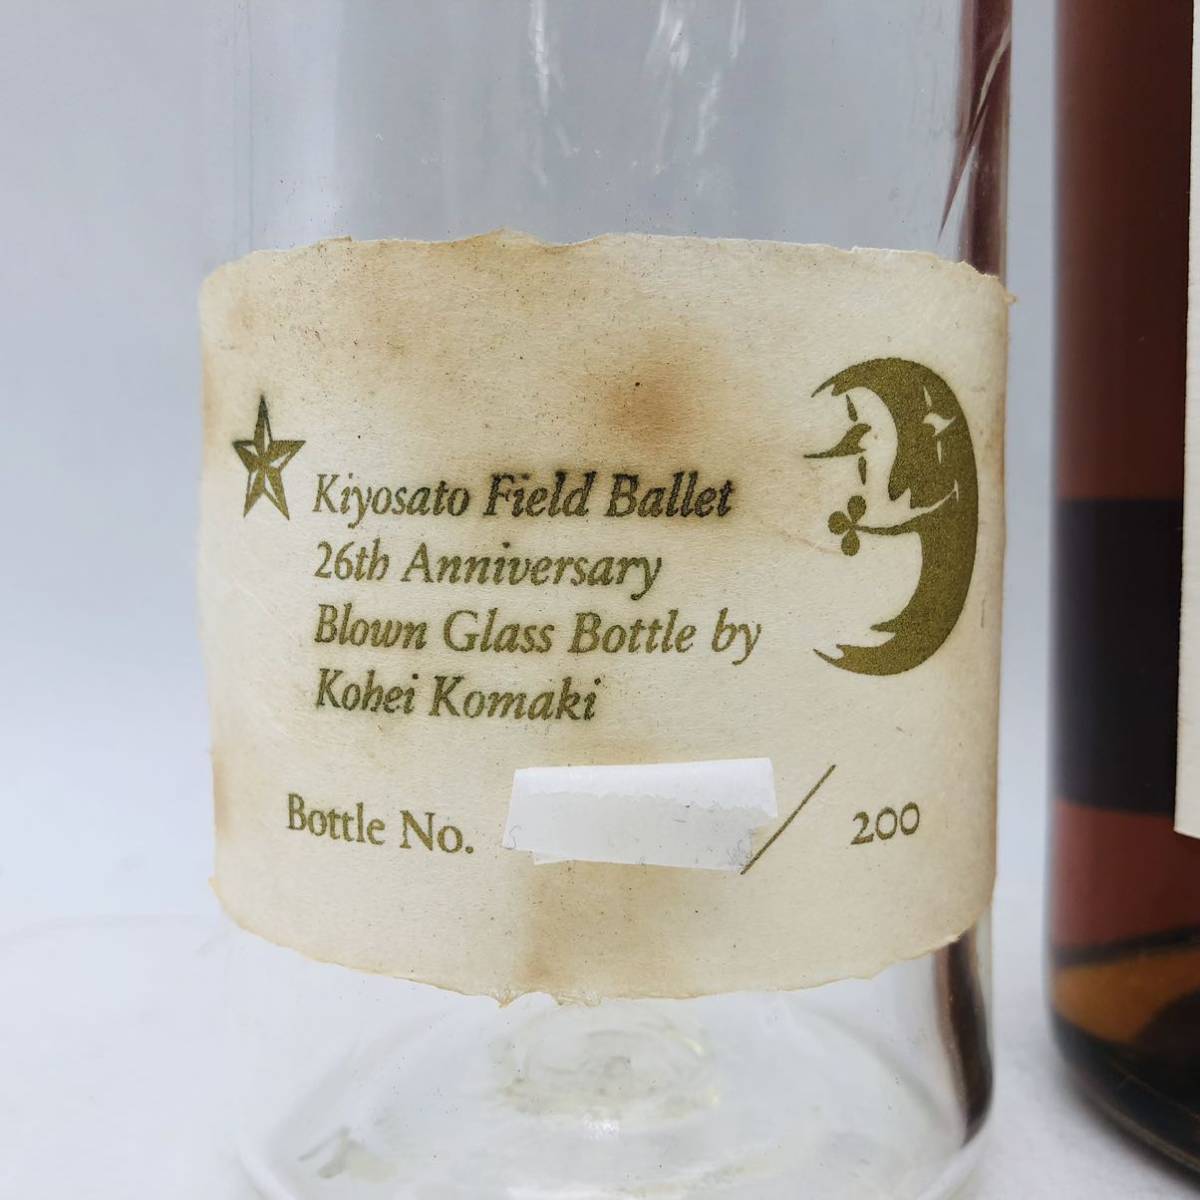 Kiyosato Field Ballet
26th Anniversary
Blown Glass Bottle by
Kohei Komaki
Bottle No. / 200